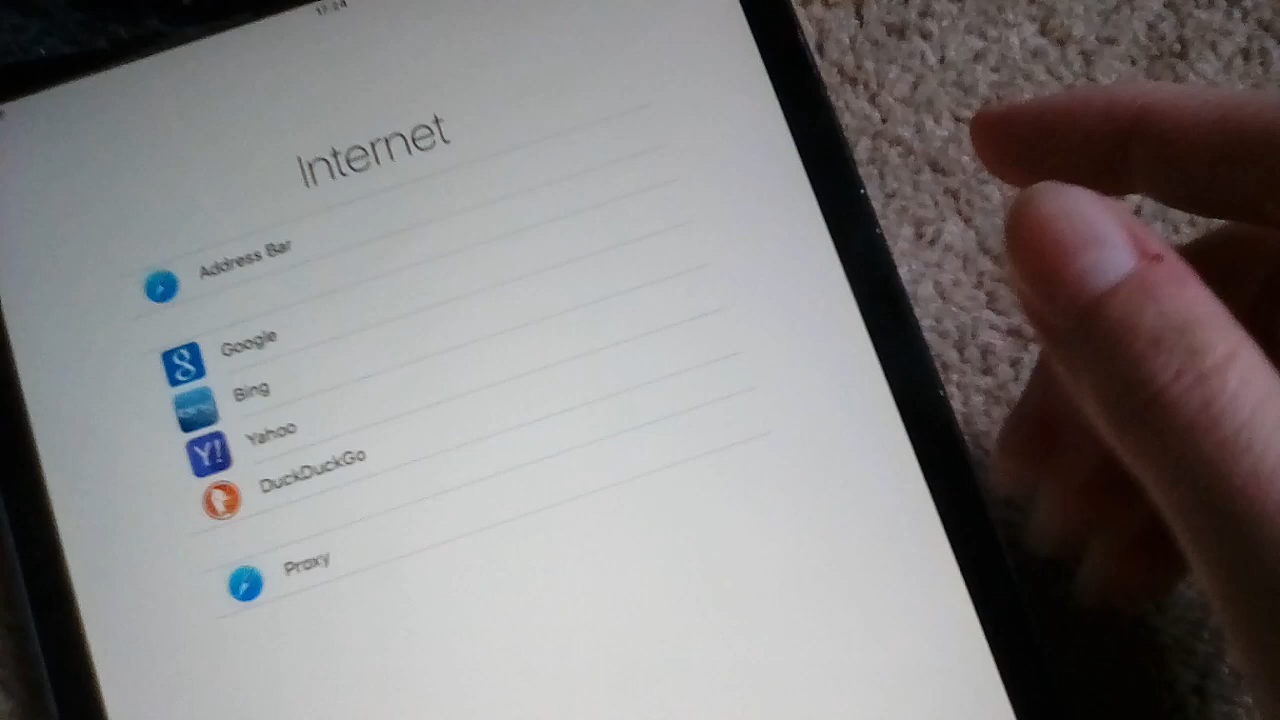 Internet
Address Bar
Google
Bing
Yahoo
DuckDuckGo
Proxy